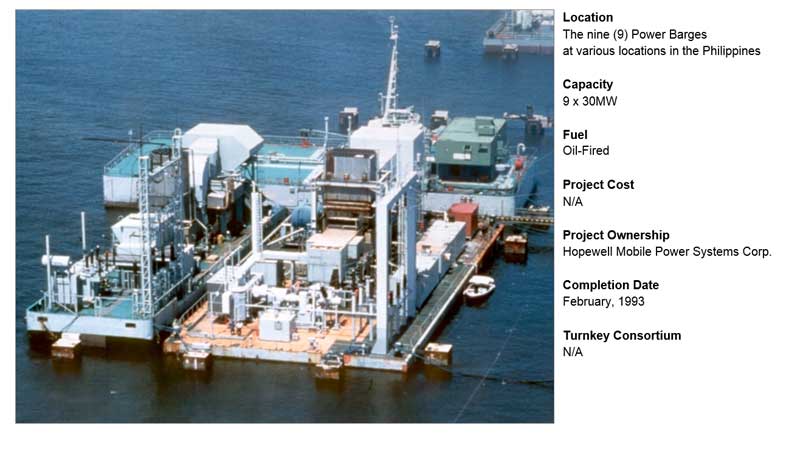 Location
The nine (9) Power Barges
at various locations in the Philippines
Capacity
9 x 30MW
Fuel
Oil-Fired
Project Cost
N/A
Project Ownership
Hopewell Mobile Power Systems Corp.
Completion Date
February, 1993
Turnkey Consortium
N/A